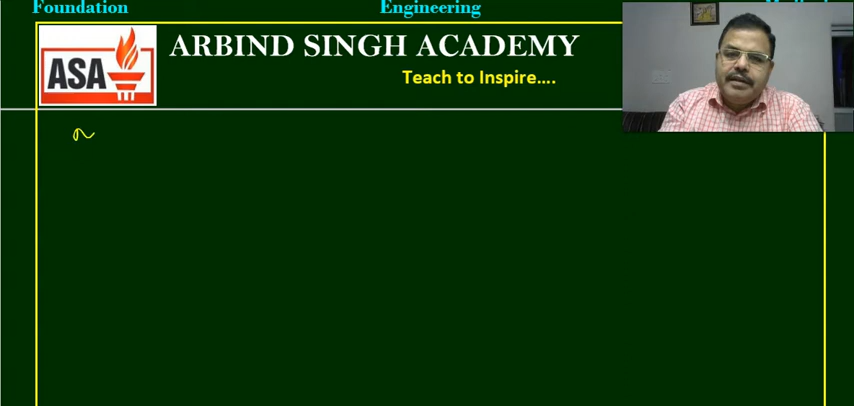 Foundation Engineering
ASA
ARBIND SINGH ACADEMY
Teach to Inspire....